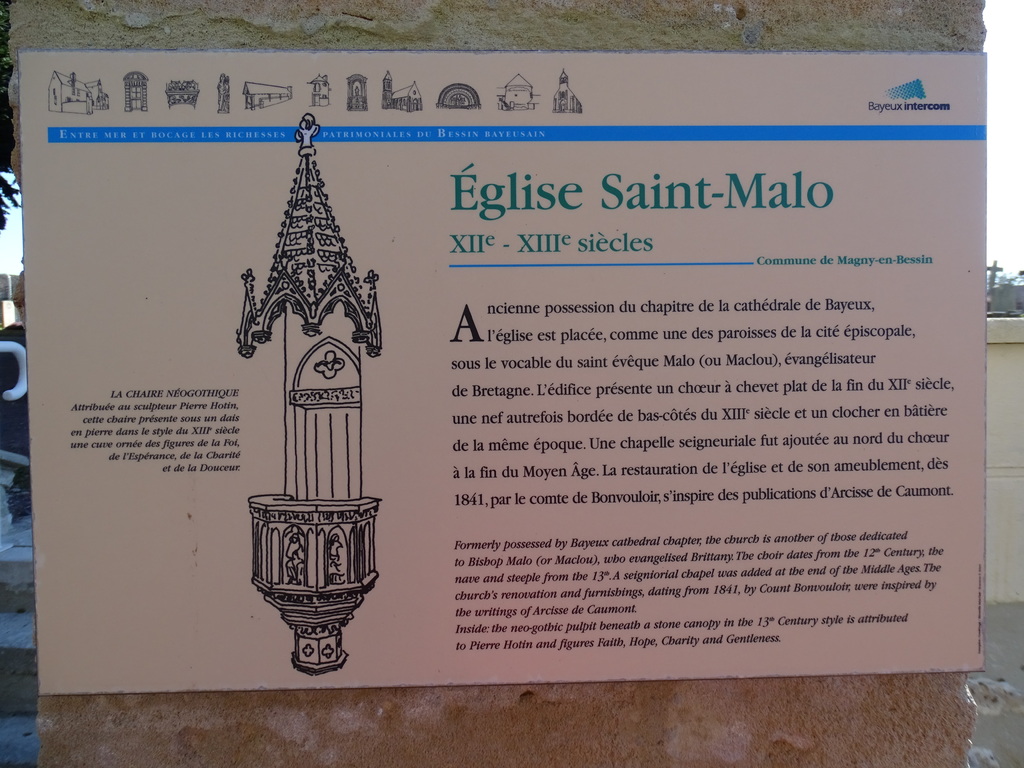 Bayeux intercom
ENTRE MER ET BOCAGE LES RICHESSES PATRIMONIALES DU BESSIN BAYEUSAIN
Église Saint-Malo
XIIe - XIIIe siècles
Commune de Magny-en-Bessin
Ancienne possession du chapitre de la cathédrale de Bayeux,
l'église est placée, comme une des paroisses de la cité épiscopale,
sous le vocable du saint évêque Malo (ou Maclou), évangélisateur
de Bretagne. L'édifice présente un chœur à chevet plat de la fin du XIIe siècle,
une nef autrefois bordée de bas-côtés du XIIIe siècle et un clocher en bâtière
de la même époque. Une chapelle seigneuriale fut ajoutée au nord du chœur
à la fin du Moyen Âge. La restauration de l'église et de son ameublement, dès
1841, par le comte de Bonvouloir, s'inspire des publications d'Arcisse de Caumont.
LA CHAIRE NÉOGOTHIQUE
Attribuée au sculpteur Pierre Hotin,
cette chaire présente sous un dais
en pierre dans le style du XIIIe siècle
une cuve ornée des figures de la Foi,
de l'Espérance, de la Charité
et de la Douceur.
Formerly possessed by Bayeux cathedral chapter, the church is another of those dedicated
to Bishop Malo (or Maclou), who evangelised Brittany. The choir dates from the 12th Century, the
nave and steeple from the 13th. A seigniorial chapel was added at the end of the Middle Ages. The
church's renovation and furnishings, dating from 1841, by Count Bonvouloir, were inspired by
the writings of Arcisse de Caumont.
Inside: the neo-gothic pulpit beneath a stone canopy in the 13th Century style is attributed
to Pierre Hotin and figures Faith, Hope, Charity and Gentleness.